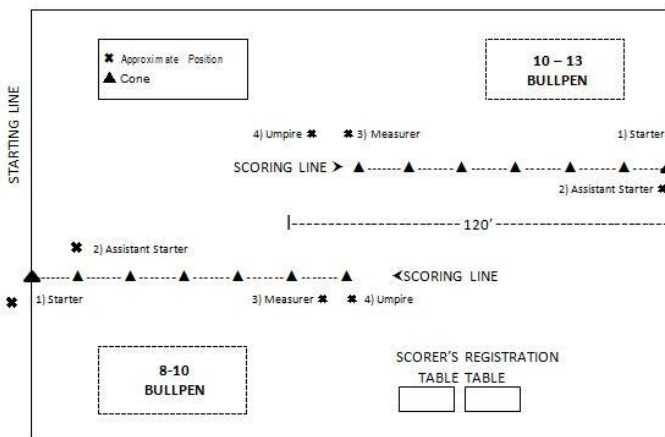 ✖ Approximate Position
▲ Cone
10 – 13
BULLPEN
STARTING LINE
4) Umpire ✖
✖ 3) Measurer
1) Starter
SCORING LINE ➤
2) Assistant Starter ✖
120’
✖ 2) Assistant Starter
◄SCORING LINE
1) Starter
3) Measurer ✖
✖ 4) Umpire
8-10
BULLPEN
SCORER’S REGISTRATION
TABLE TABLE